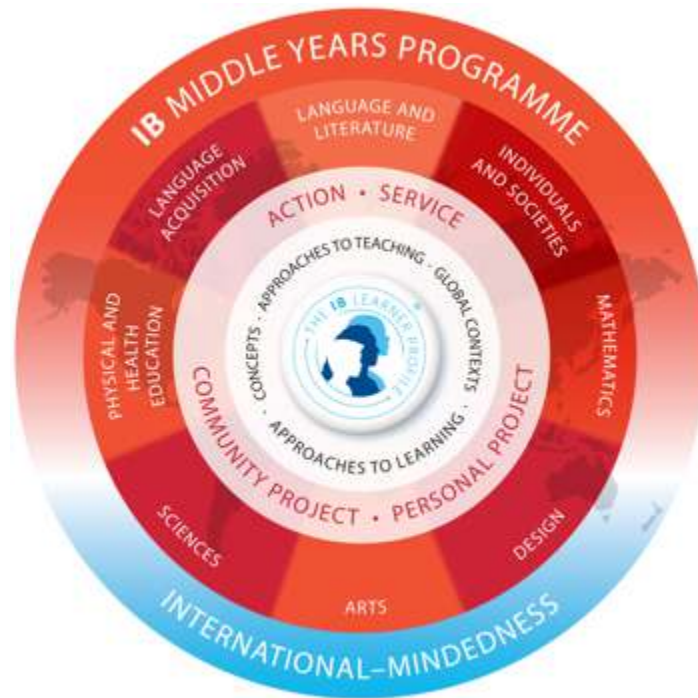 IB MIDDLE YEARS PROGRAMME
LANGUAGE AND
LITERATURE
INDIVIDUALS
AND SOCIETIES
MATHEMATICS
DESIGN
ARTS
SCIENCES
PHYSICAL AND
HEALTH
EDUCATION
LANGUAGE
ACQUISITION
ACTION • SERVICE
PERSONAL PROJECT
COMMUNITY PROJECT •
APPROACHES TO TEACHING ·
GLOBAL CONTEXTS ·
APPROACHES TO LEARNING ·
CONCEPTS ·
THE IB LEARNER PROFILE
®
INTERNATIONAL–MINDEDNESS